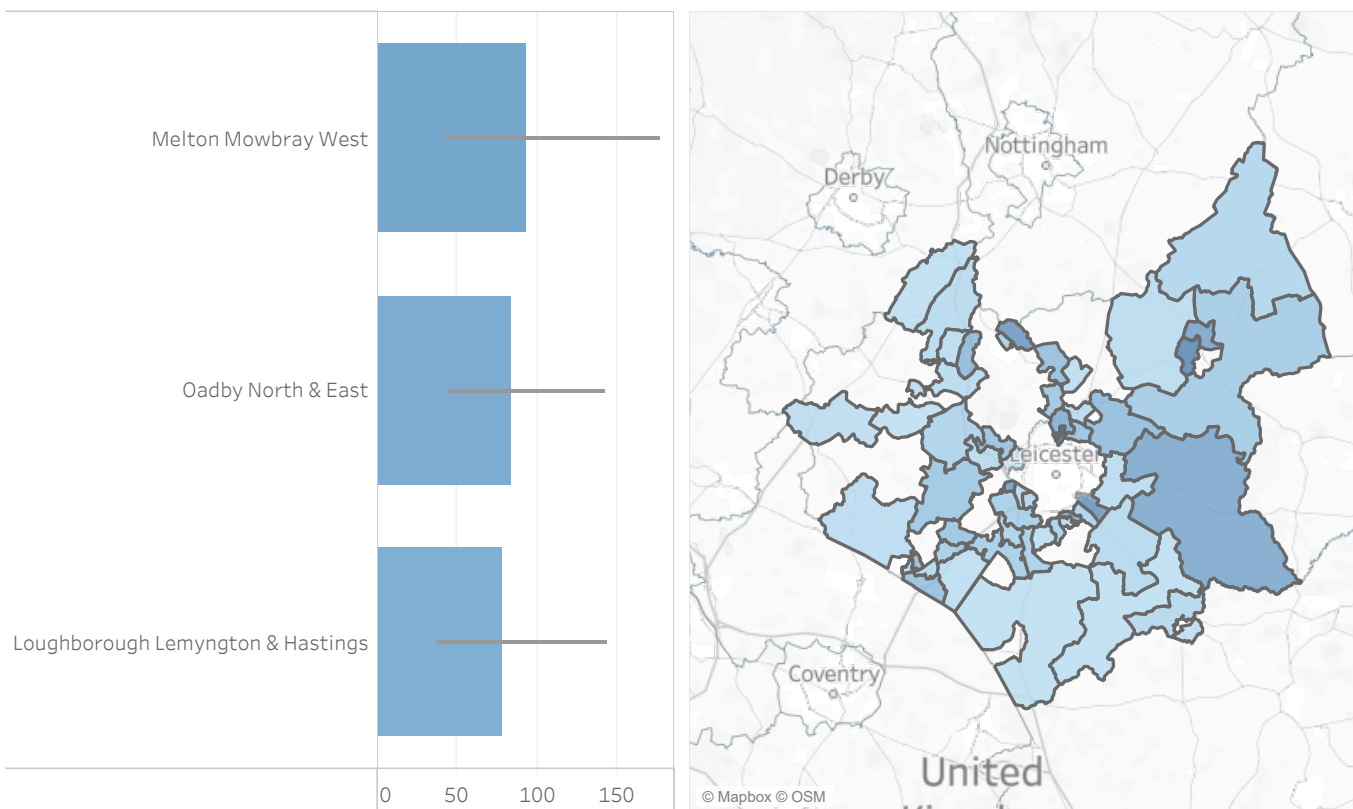 Melton Mowbray West
Oadby North & East
Loughborough Lemyngton & Hastings
0 50 100 150
Nottingham
Derby
Leicester
Coventry
United
© Mapbox © OSM